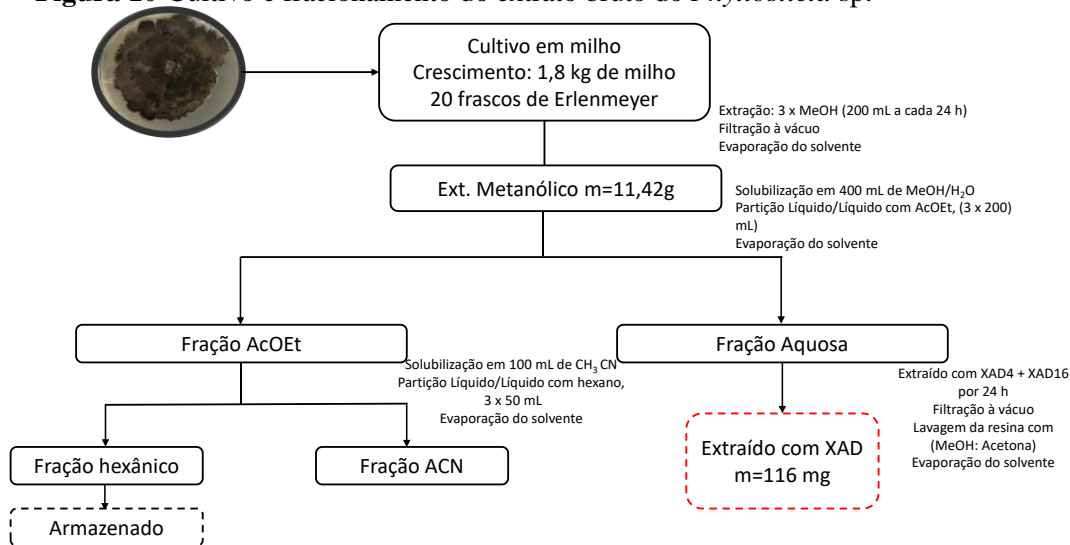 Cultivo em milho
Crescimento: 1,8 kg de milho
20 frascos de Erlenmeyer
Extração: 3 x MeOH (200 mL a cada 24 h)
Filtração à vácuo
Evaporação do solvente
Ext. Metanólico m=11,42g
Solubilização em 400 mL de MeOH/H₂O
Partição Líquido/Líquido com AcOEt, (3 x 200)
mL)
Evaporação do solvente
Fração AcOEt
Solubilização em 100 mL de CH₃ CN
Partição Líquido/Líquido com hexano,
3 x 50 mL
Evaporação do solvente
Fração Aquosa
Extraído com XAD4 + XAD16
por 24 h
Filtração à vácuo
Lavagem da resina com
(MeOH: Acetona)
Evaporação do solvente
Fração hexânico
Fração ACN
Extraído com XAD
m=116 mg
Armazenado